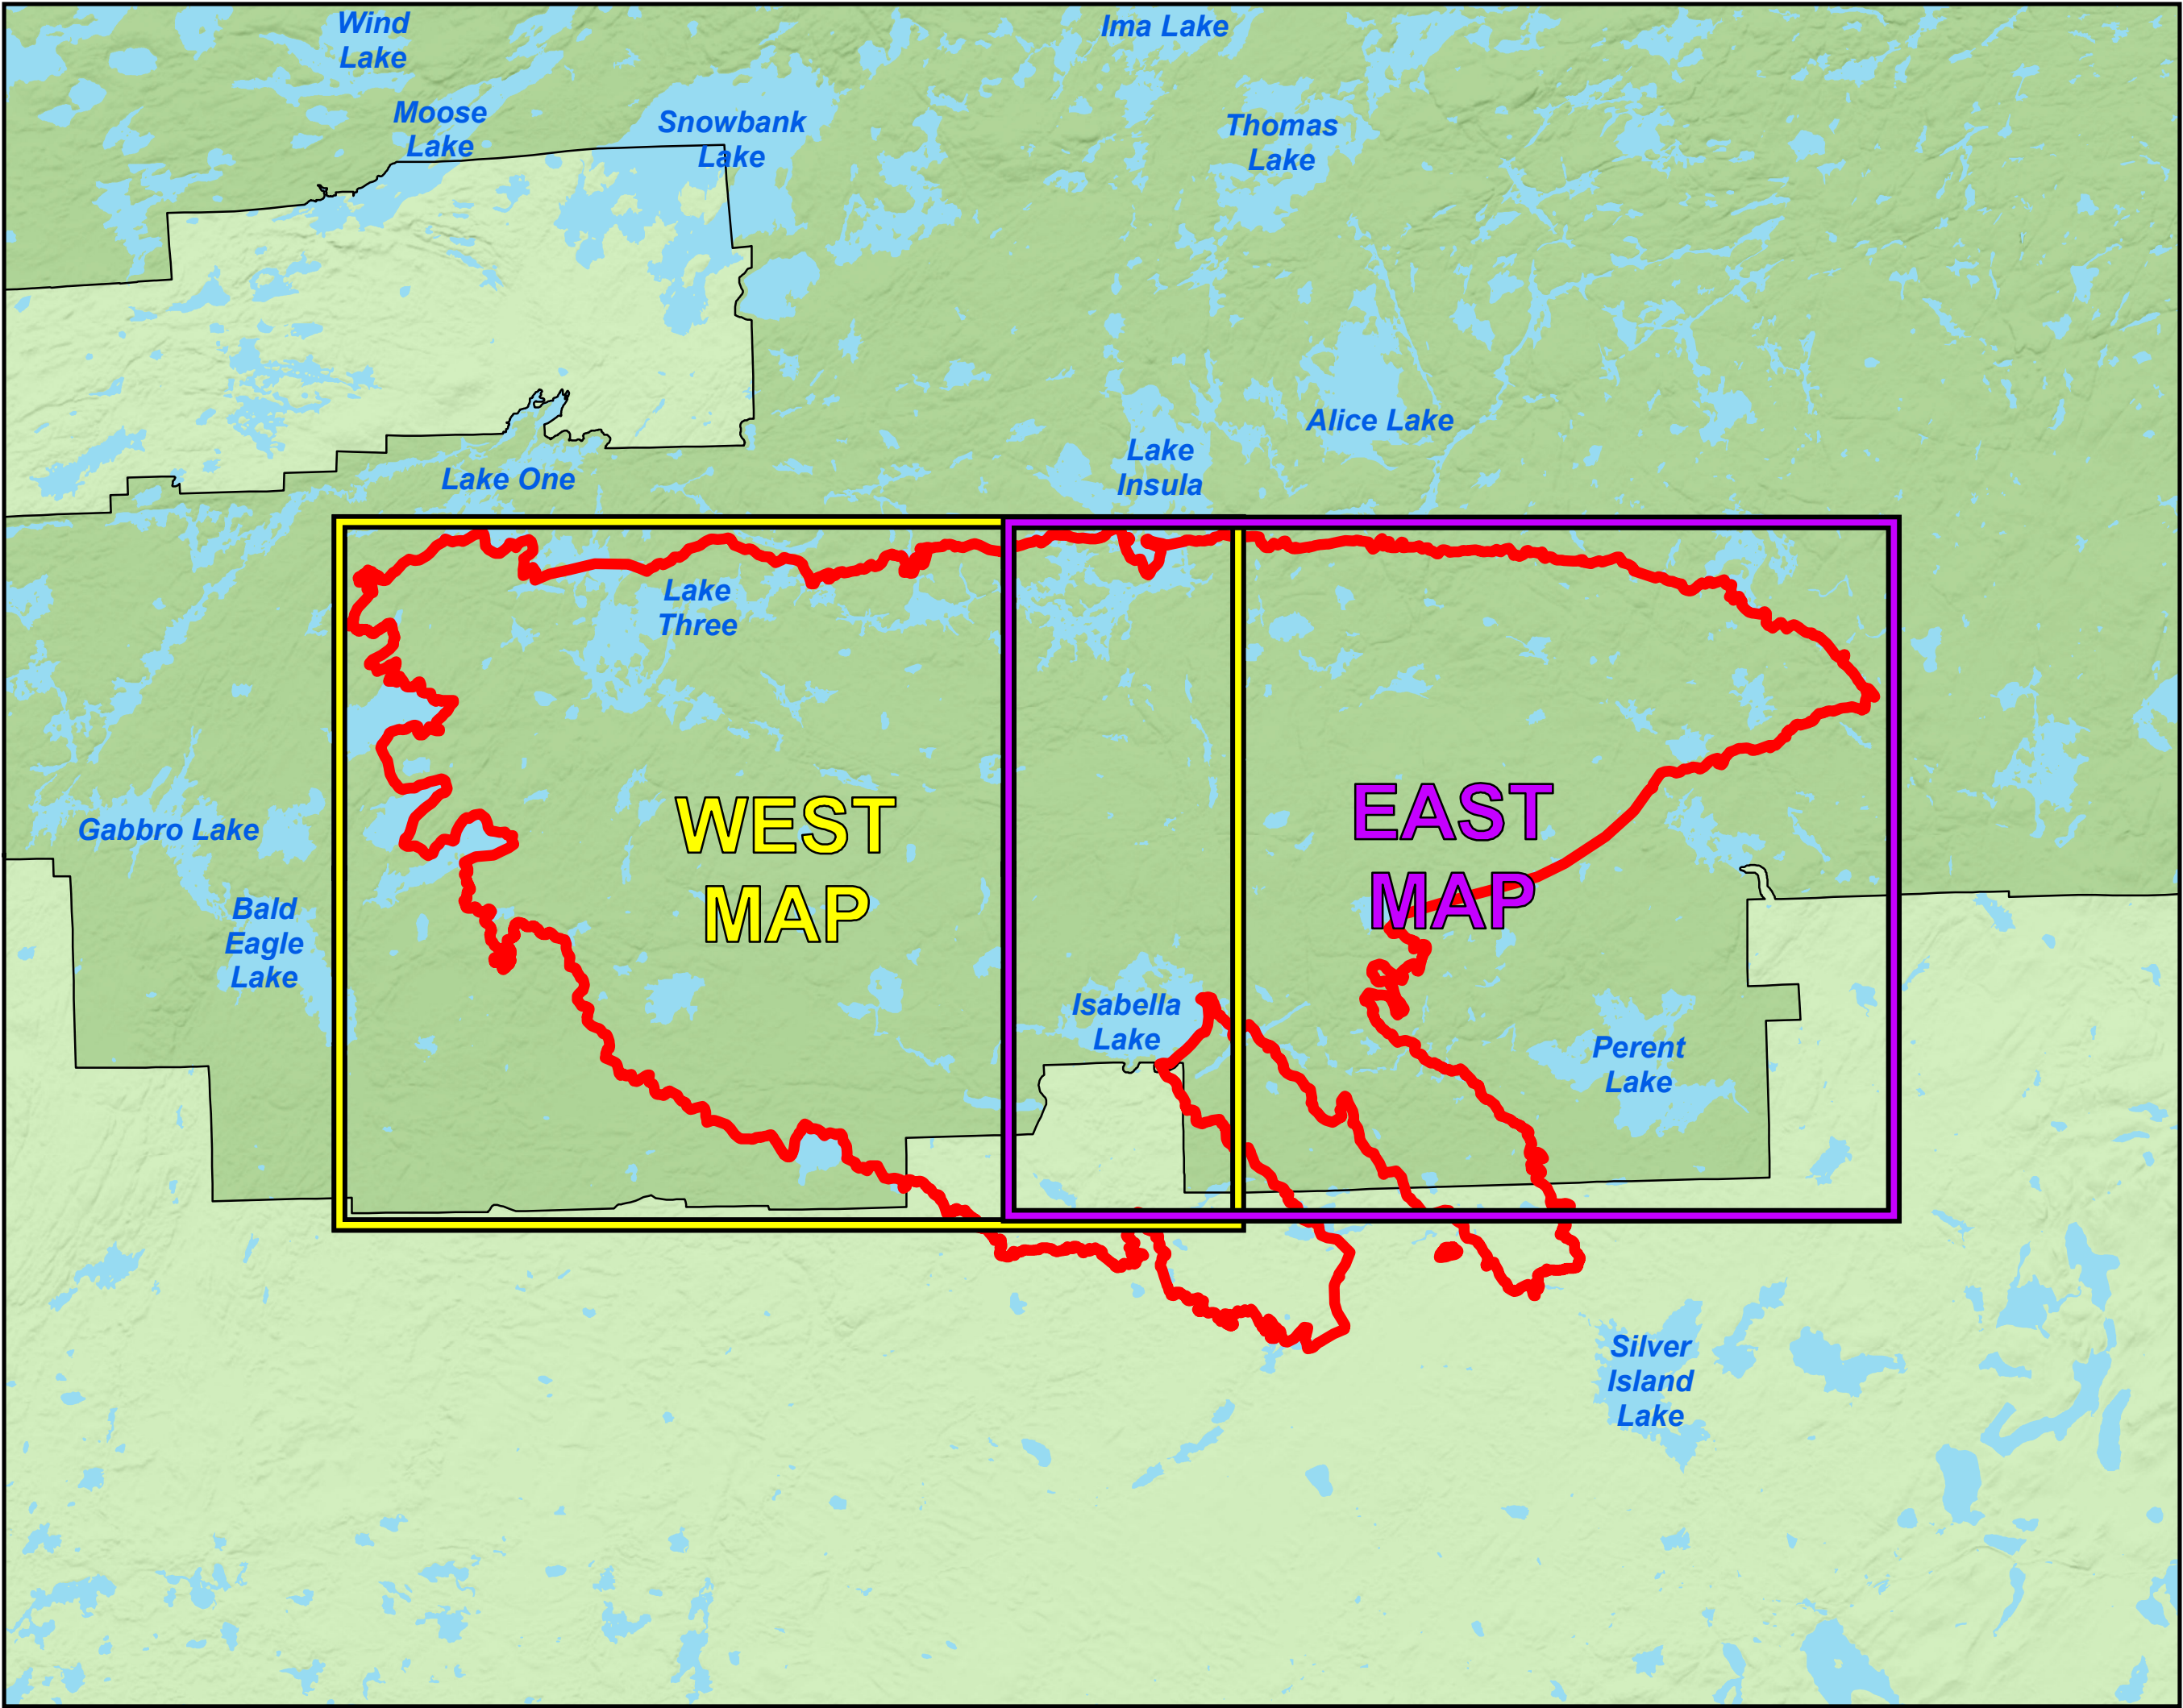 Wind
Lake
Ima Lake
Moose
Lake
Snowbank
Lake
Thomas
Lake
Alice Lake
Lake
Insula
Lake One
Lake
Three
WEST
MAP
EAST
MAP
Gabbro Lake
Bald
Eagle
Lake
Isabella
Lake
Perent
Lake
Silver
Island
Lake